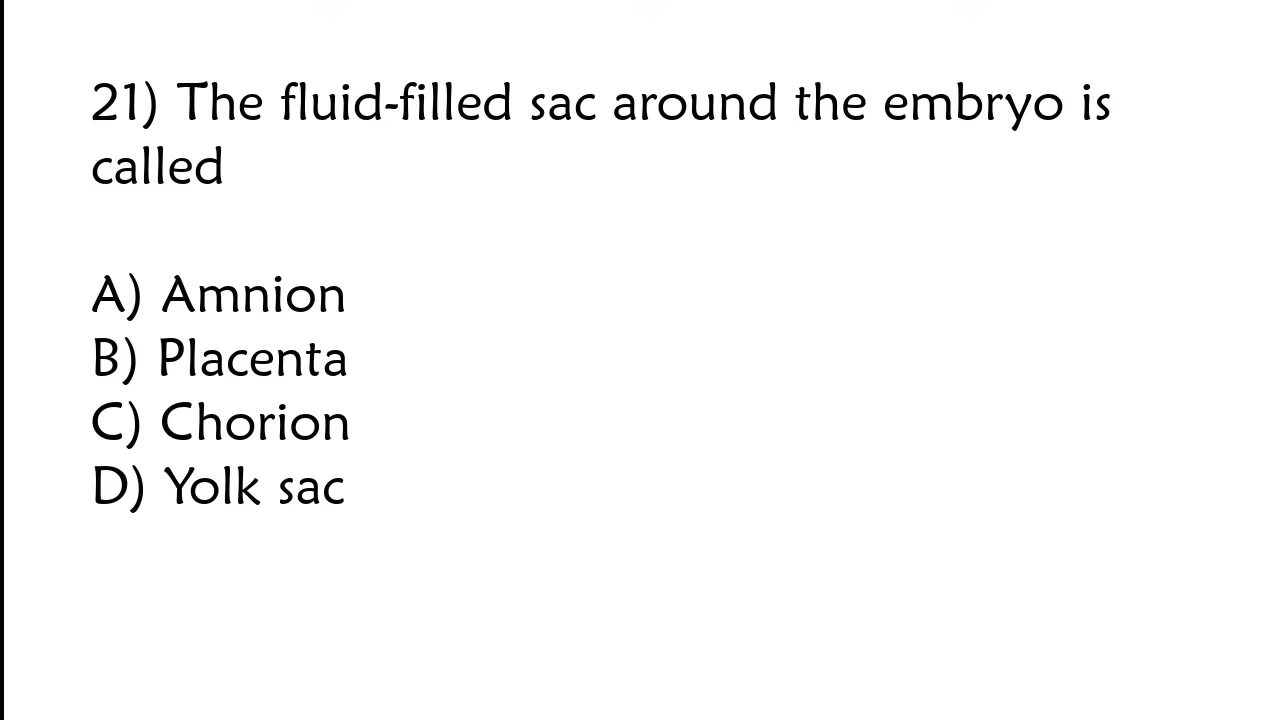 21) The fluid-filled sac around the embryo is
called
A) Amnion
B) Placenta
C) Chorion
D) Yolk sac